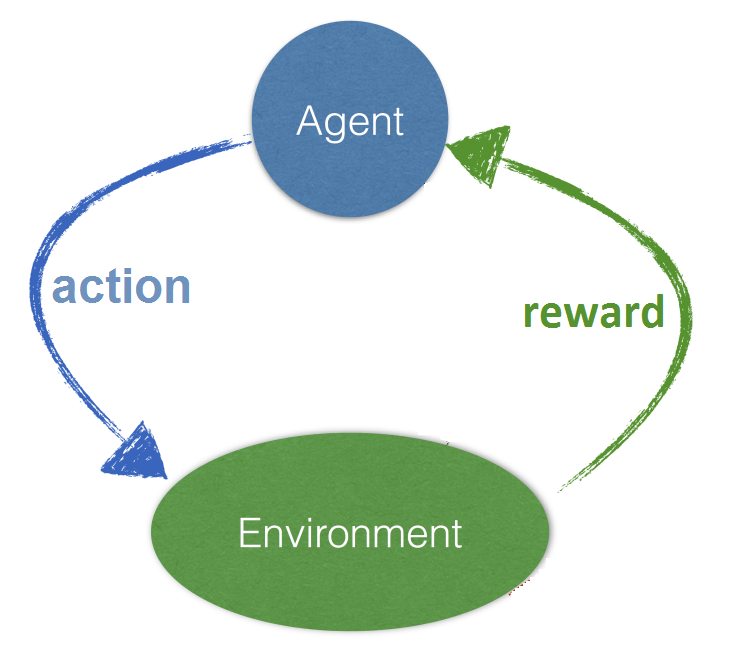 Agent
action
reward
Environment